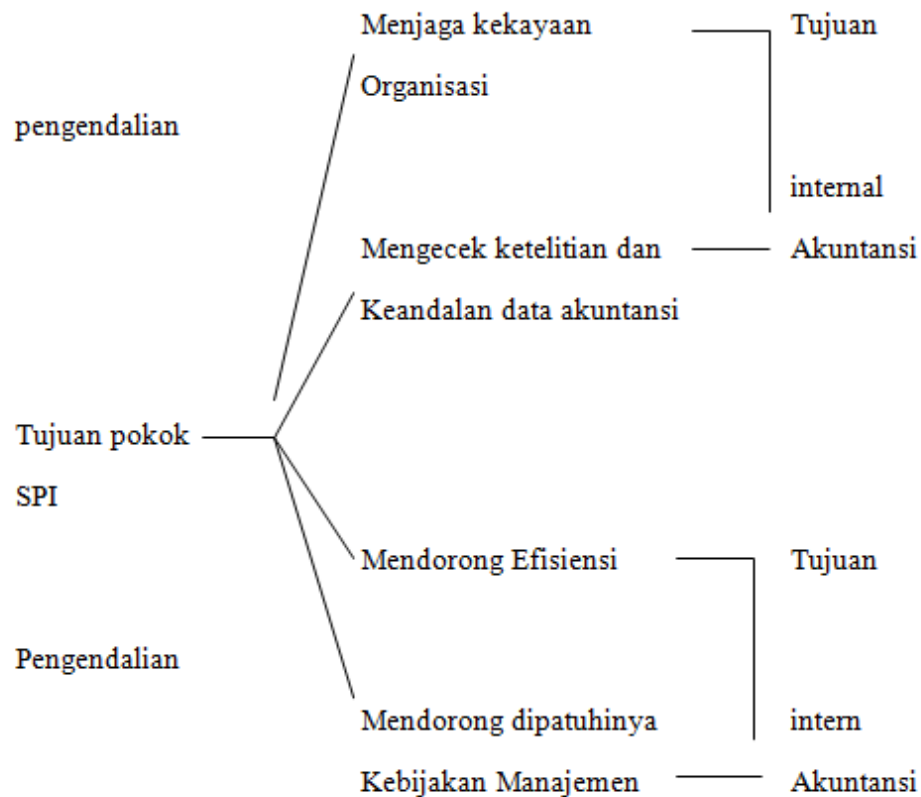 Menjaga kekayaan Tujuan
Organisasi
pengendalian
internal
Mengecek ketelitian dan Akuntansi
Keandalan data akuntansi
Tujuan pokok
SPI
Mendorong Efisiensi Tujuan
Pengendalian
Mendorong dipatuhinya intern
Kebijakan Manajemen Akuntansi